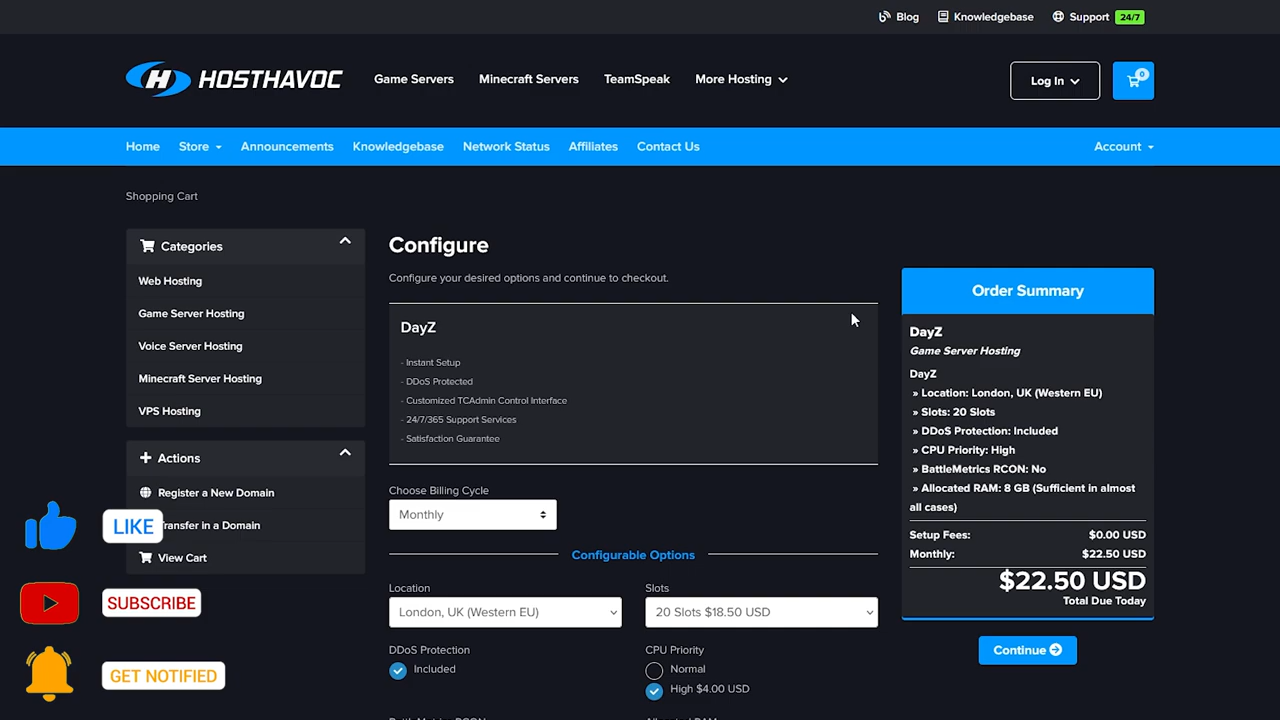 Blog
Knowledgebase
Support 24/7
H HOSTHAVOC
Game Servers
Minecraft Servers
TeamSpeak
More Hosting
Log In
0
Home
Store
Announcements
Knowledgebase
Network Status
Affiliates
Contact Us
Account
Shopping Cart
Categories
Web Hosting
Game Server Hosting
Voice Server Hosting
Minecraft Server Hosting
VPS Hosting
Actions
Register a New Domain
Transfer in a Domain
View Cart
LIKE
SUBSCRIBE
GET NOTIFIED
Configure
Configure your desired options and continue to checkout.
DayZ
- Instant Setup
- DDoS Protected
- Customized TCAdmin Control Interface
- 24/7/365 Support Services
- Satisfaction Guarantee
Choose Billing Cycle
Monthly
Configurable Options
Location
London, UK (Western EU)
Slots
20 Slots $18.50 USD
DDoS Protection
Included
CPU Priority
Normal
High $4.00 USD
Order Summary
DayZ
Game Server Hosting
DayZ
» Location: London, UK (Western EU)
» Slots: 20 Slots
» DDoS Protection: Included
» CPU Priority: High
» BattleMetrics RCON: No
» Allocated RAM: 8 GB (Sufficient in almost
all cases)
Setup Fees: $0.00 USD
Monthly: $22.50 USD
$22.50 USD
Total Due Today
Continue